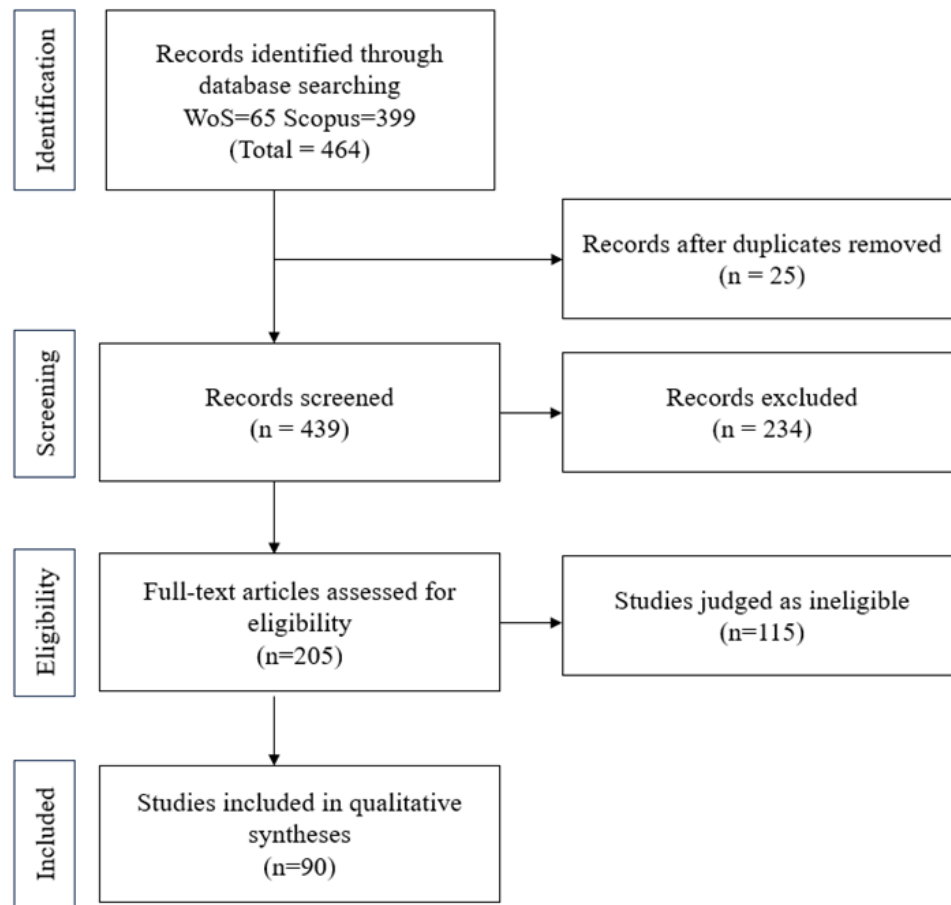 Identification
Records identified through
database searching
WoS=65 Scopus=399
(Total = 464)
Records after duplicates removed
(n = 25)
Screening
Records screened
(n = 439)
Records excluded
(n = 234)
Eligibility
Full-text articles assessed for
eligibility
(n=205)
Studies judged as ineligible
(n=115)
Included
Studies included in qualitative
syntheses
(n=90)